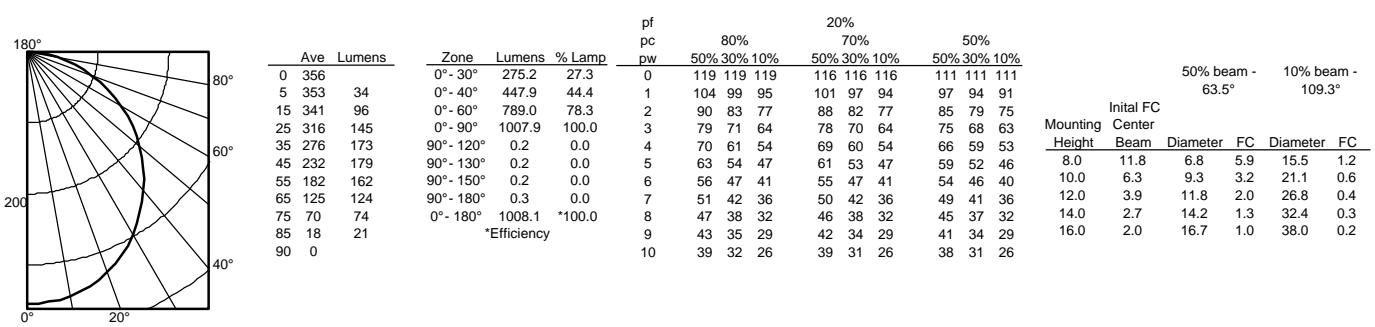 180°
80°
60°
200
40°
0° 20°
Ave Lumens
0 356
5 353 34
15 341 96
25 316 145
35 276 173
45 232 179
55 182 162
65 125 124
75 70 74
85 18 21
90 0
Zone Lumens % Lamp
0°- 30° 275.2 27.3
0°- 40° 447.9 44.4
0°- 60° 789.0 78.3
0°- 90° 1007.9 100.0
90°- 120° 0.2 0.0
90°- 130° 0.2 0.0
90°- 150° 0.2 0.0
90°- 180° 0.3 0.0
0°- 180° 1008.1 *100.0
*Efficiency
pf 20%
pc 80% 70% 50%
pw 50% 30% 10% 50% 30% 10% 50% 30% 10%
0 119 119 119 116 116 116 111 111 111
1 104 99 95 101 97 94 97 94 91
2 90 83 77 88 82 77 85 79 75
3 79 71 64 78 70 64 75 68 63
4 70 61 54 69 60 54 66 59 53
5 63 54 47 61 53 47 59 52 46
6 56 47 41 55 47 41 54 46 40
7 51 42 36 50 42 36 49 41 36
8 47 38 32 46 38 32 45 37 32
9 43 35 29 42 34 29 41 34 29
10 39 32 26 39 31 26 38 31 26
50% beam - 10% beam -
63.5° 109.3°
Inital FC
Mounting Center
Height Beam Diameter FC Diameter FC
8.0 11.8 6.8 5.9 15.5 1.2
10.0 6.3 9.3 3.2 21.1 0.6
12.0 3.9 11.8 2.0 26.8 0.4
14.0 2.7 14.2 1.3 32.4 0.3
16.0 2.0 16.7 1.0 38.0 0.2